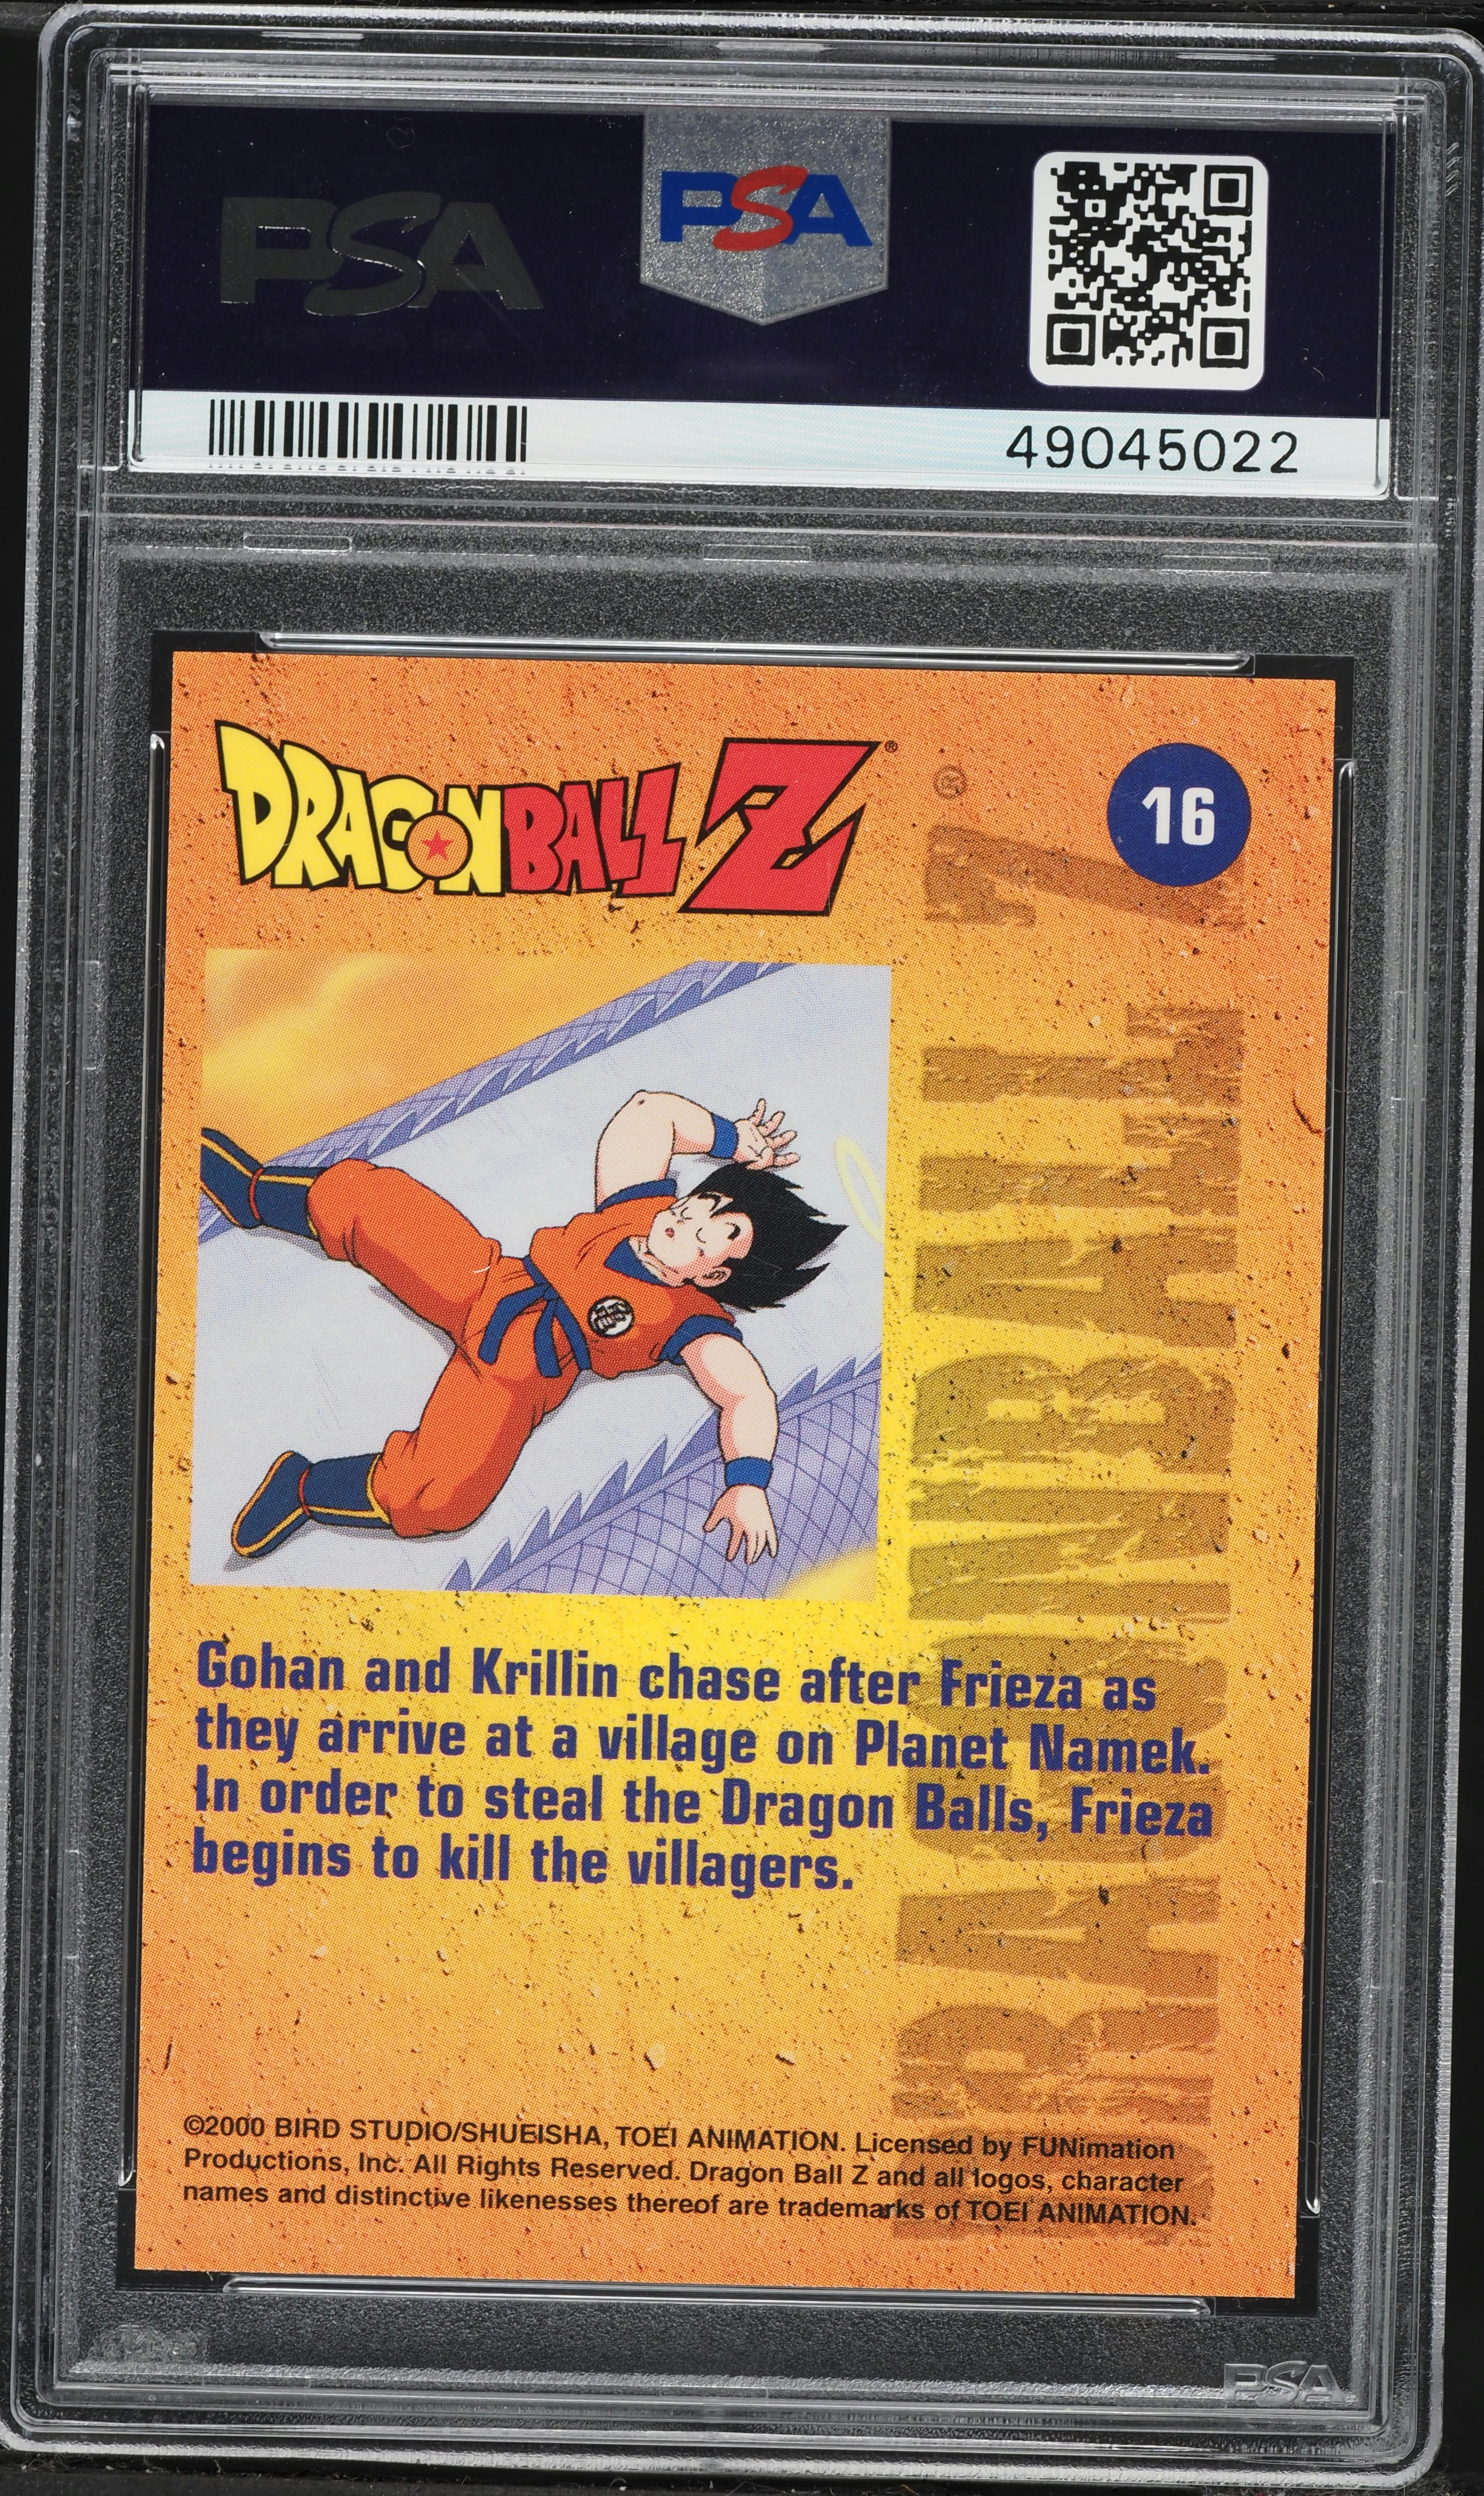 PSA
PSA
49045022
DRAGONBALL Z®
16
DRAGONBALL Z®
Gohan and Krillin chase after Frieza as
they arrive at a village on Planet Namek.
In order to steal the Dragon Balls, Frieza
begins to kill the villagers.
©2000 BIRD STUDIO/SHUEISHA, TOEI ANIMATION. Licensed by FUNimation
Productions, Inc. All Rights Reserved. Dragon Ball Z and all logos, character
names and distinctive likenesses thereof are trademarks of TOEI ANIMATION.
PSA